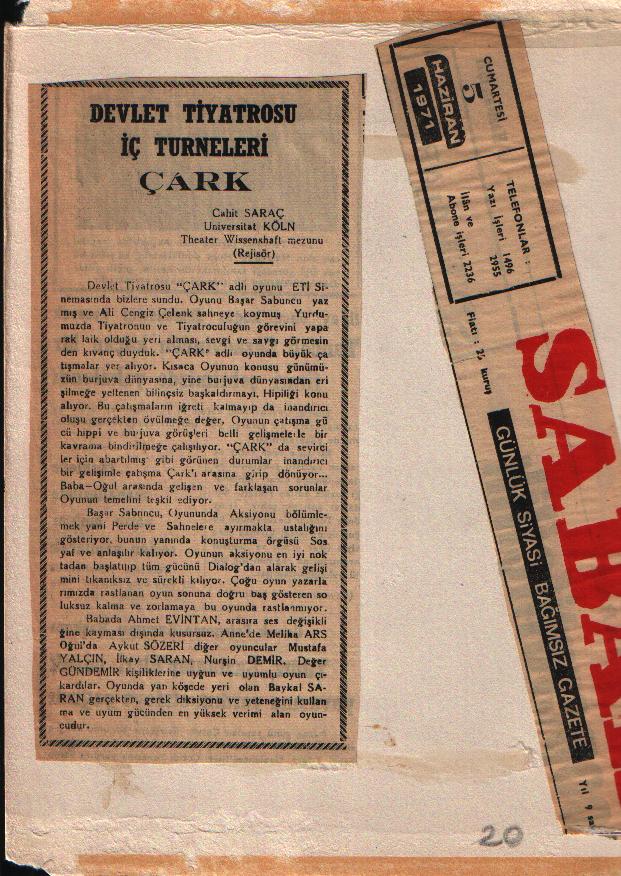 DEVLET TİYATROSU
İÇ TURNELERİ
ÇARK
Cahit SARAÇ
Universitat KÖLN
Theater Wissenshaft mezunu
(Rejisör)
Devlet Tiyatrosu "ÇARK" adlı oyunu ETİ Si-
nemasında bizlere sundu. Oyunu Başar Sabuncu yaz
mış ve Ali Cengiz Çelenk sahneye koymuş Yurdu-
muzda Tiyatronun ve Tiyatroculuğun görevini yapa
rak laik olduğu yeri alması, sevgi ve saygı görmesin
den kıvanç duyduk. "ÇARK" adlı oyunda büyük ça
tışmalar yer alıyor. Kısaca Oyunun konusu günümü-
zün burjuva dünyasına, yine burjuva dünyasından eri
şilmeğe yeltenen bilinçsiz başkaldırmayı, Hipiliği konu
alıyor. Bu çatışmaların iğreti kalmayıp da inandırıcı
oluşu gerçekten övülmeğe değer, Oyunun çatışma gü
cü hippi ve burjuva görüşleri belli gelişmelerle bir
kavrama bindirilmeğe çalışılıyor. "ÇARK" da seyirci
ler için abartılmış gibi görünen durumlar inandırıcı
bir gelişimle çatışma Çark'ı arasına girip dönüyor...
Baba-Oğul arasında gelişen ve farklaşan sorunlar
Oyunun temelini teşkil ediyor.
Başar Sabuncu, Oyununda Aksiyonu bölümle-
mek yani Perde ve Sahnelere ayırmakta ustalığını
gösteriyor, bunun yanında konuşturma örgüsü Sos
yal ve anlaşılır kalıyor. Oyunun aksiyonu en iyi nok
tadan başlatıp tüm gücünü Dialog'dan alarak gelişi
mini tıkanıksız ve sürekli kılıyor. Çoğu oyun yazarla
rımızda rastlanan oyun sonuna doğru baş gösteren so
luksuz kalma ve zorlamaya bu oyunda rastlanmıyor.
Babada Ahmet EVİNTAN, arasıra ses değişikli
ğine kayması dışında kusursuz. Anne'de Meliha ARS
Oğul'da Aykut SÖZERİ diğer oyuncular Mustafa
YALÇIN, İlkay SARAN, Nurşin DEMİR, Değer
GÜNDEMİR kişiliklerine uygun ve uyumlu oyun çı-
kardılar. Oyunda yan köşede yeri olan Baykal SA-
RAN gerçekten, gerek diksiyonu ve yeteneğini kullan
ma ve uyum gücünden en yüksek verimi alan oyun-
cudur.
CUMARTESİ
5
HAZİRAN
1971
TELEFONLAR :
Yazı İşleri 1496
2955
İlân ve
Abone işleri 2236
Fiatı : 25 kuruş
SABA
GÜNLÜK SİYASİ BAĞIMSIZ GAZETE
Yıl 9
20